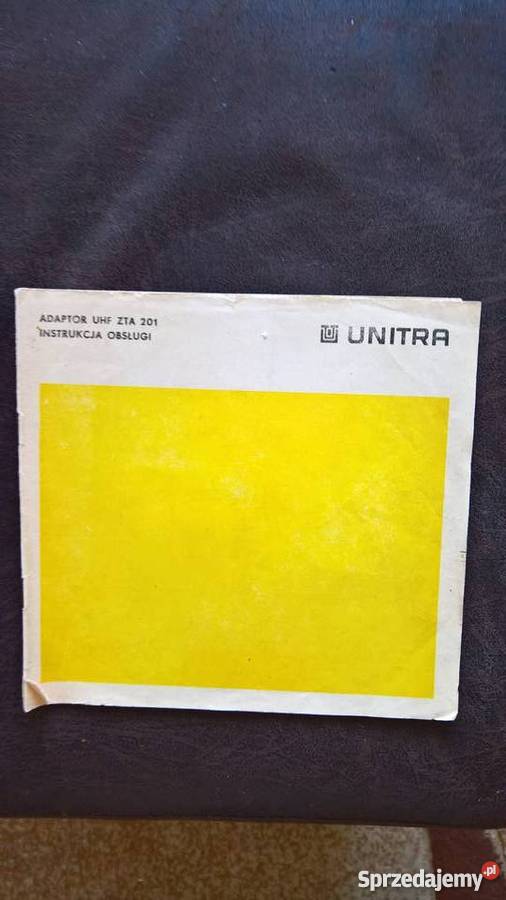 ADAPTOR UHF ZTA 201
INSTRUKCJA OBSŁUGI
UNITRA
Sprzedajemy.pl